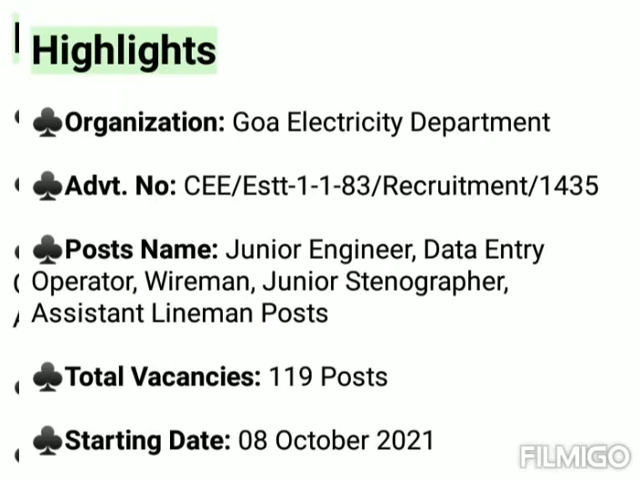 Highlights
♣Organization: Goa Electricity Department
♣Advt. No: CEE/Estt-1-1-83/Recruitment/1435
♣Posts Name: Junior Engineer, Data Entry
Operator, Wireman, Junior Stenographer,
Assistant Lineman Posts
♣Total Vacancies: 119 Posts
♣Starting Date: 08 October 2021
FILMIGO